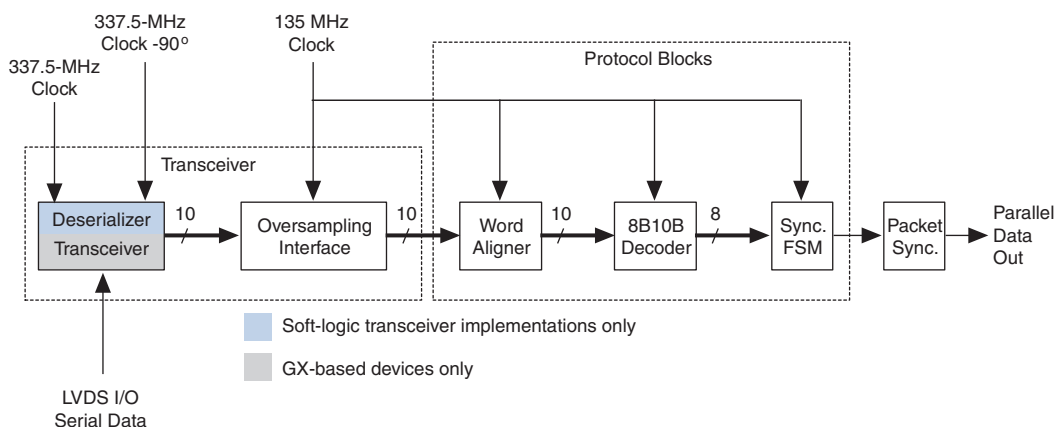 337.5-MHz
Clock -90º
135 MHz
Clock
337.5-MHz
Clock
Protocol Blocks
Transceiver
Deserializer
Transceiver
10
Oversampling
Interface
10
Word
Aligner
10
8B10B
Decoder
8
Sync.
FSM
Packet
Sync.
Parallel
Data
Out
Soft-logic transceiver implementations only
GX-based devices only
LVDS I/O
Serial Data